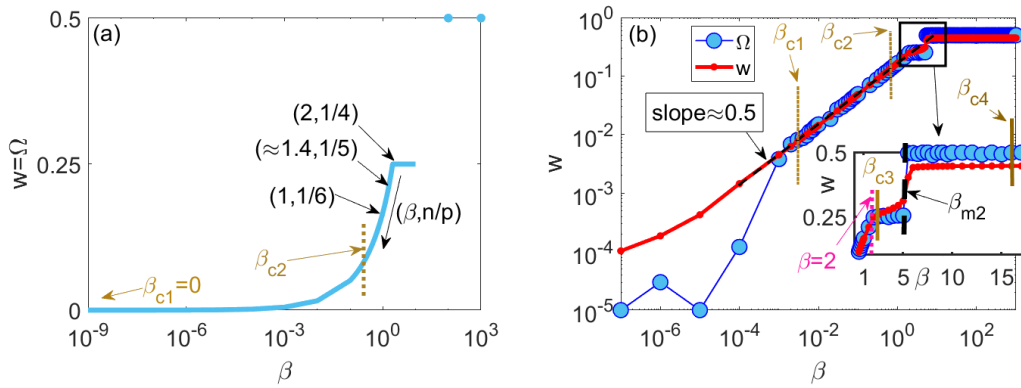 (a)
w=Ω
0.5
0.25
0
β_c1=0
β_c2
(2,1/4)
(≈1.4,1/5)
(1,1/6)
(β,n/p)
10^-9
10^-6
10^-3
10^0
10^3
β
(b)
w
10^0
10^-1
10^-2
10^-3
10^-4
10^-5
Ω
w
β_c1
β_c2
slope≈0.5
β_c4
w
0.5
0.25
β_c3
β_m2
β=2
1
5
β
10
15
10^-6
10^-4
10^-2
10^0
10^2
β